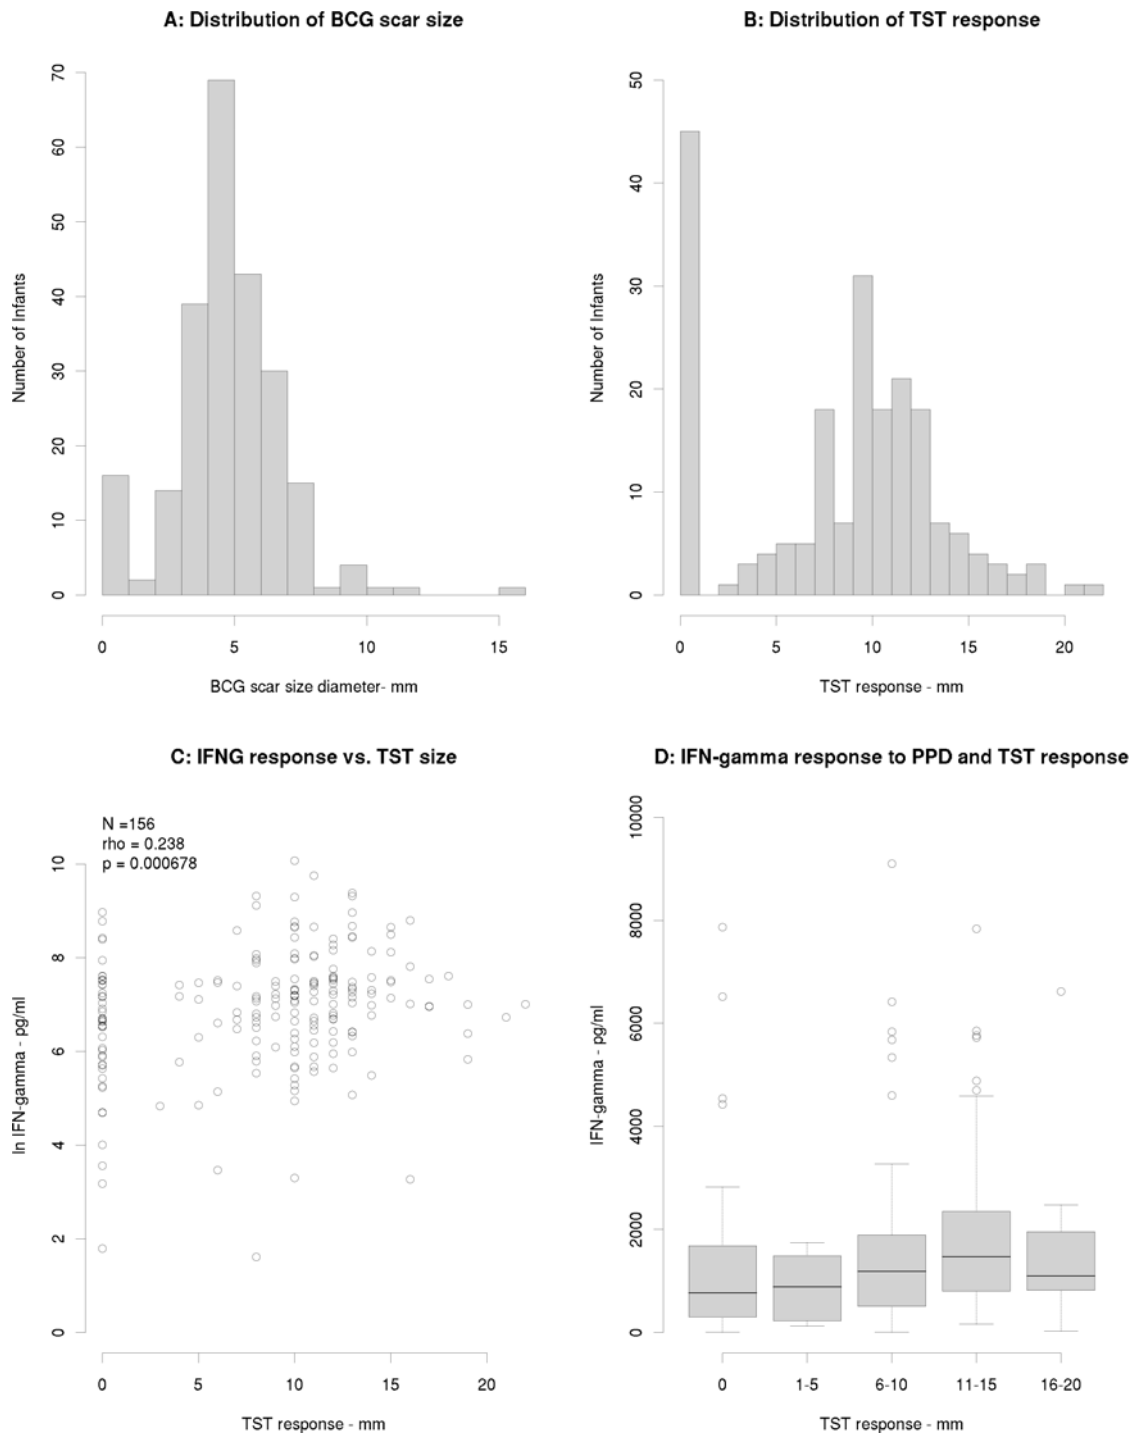 A: Distribution of BCG scar size
70
60
50
40
30
20
10
0
Number of Infants
0 5 10 15
BCG scar size diameter- mm
B: Distribution of TST response
50
40
30
20
10
0
Number of Infants
0 5 10 15 20
TST response - mm
C: IFNG response vs. TST size
N =156
rho = 0.238
p = 0.000678
10
8
6
4
2
0
ln IFN-gamma - pg/ml
0 5 10 15 20
TST response - mm
D: IFN-gamma response to PPD and TST response
10000
8000
6000
4000
2000
0
IFN-gamma - pg/ml
0 1-5 6-10 11-15 16-20
TST response - mm